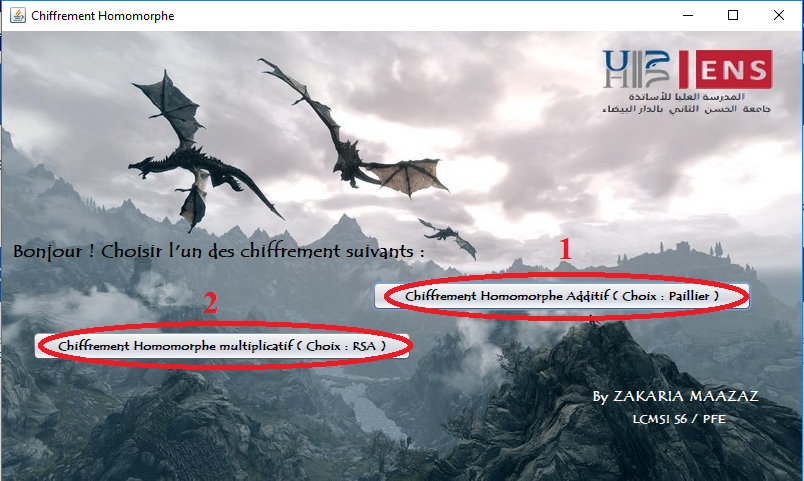 Chiffrement Homomorphe
UH2C ENS
المدرسة العليا للأساتذة
جامعة الحسن الثاني بالدار البيضاء
Bonjour ! Choisir l'un des chiffrement suivants :
1
Chiffrement Homomorphe Additif ( Choix : Paillier )
2
Chiffrement Homomorphe multiplicatif ( Choix : RSA )
By ZAKARIA MAAZAZ
LCMSI S6 / PFE